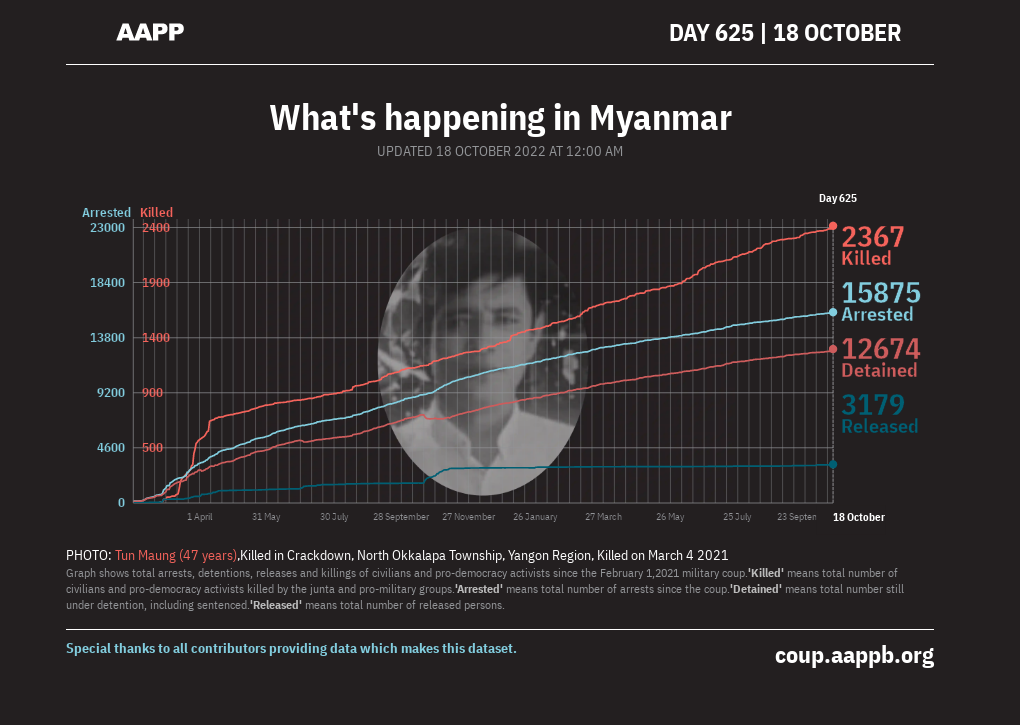 AAPP
DAY 625 | 18 OCTOBER
What's happening in Myanmar
UPDATED 18 OCTOBER 2022 AT 12:00 AM
Day 625
Arrested Killed
23000 2400
18400 1900
13800 1400
9200 900
4600 500
0
2367
Killed
15875
Arrested
12674
Detained
3179
Released
1 April 31 May 30 July 28 September 27 November 26 January 27 March 26 May 25 July 23 Septen 18 October
PHOTO: Tun Maung (47 years),Killed in Crackdown, North Okkalapa Township, Yangon Region, Killed on March 4 2021
Graph shows total arrests, detentions, releases and killings of civilians and pro-democracy activists since the February 1,2021 military coup.'Killed' means total number of
civilians and pro-democracy activists killed by the junta and pro-military groups.'Arrested' means total number of arrests since the coup.'Detained' means total number still
under detention, including sentenced.'Released' means total number of released persons.
Special thanks to all contributors providing data which makes this dataset.
coup.aappb.org